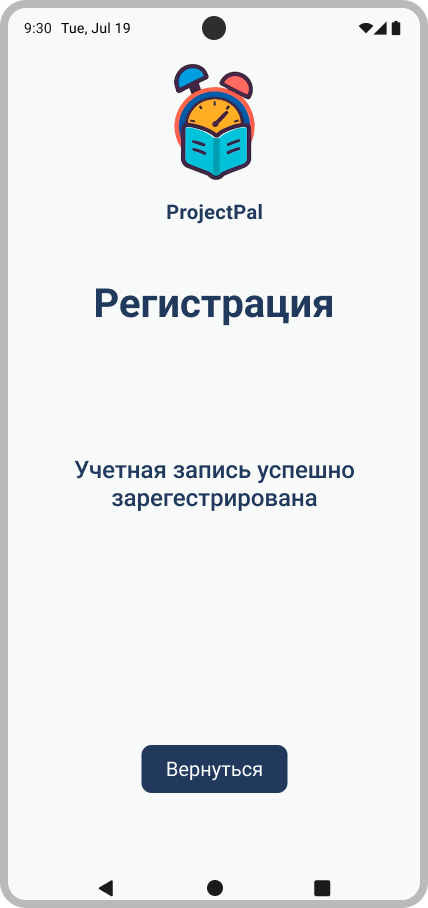 9:30 Tue, Jul 19
ProjectPal
Регистрация
Учетная запись успешно
зарегестрирована
Вернуться